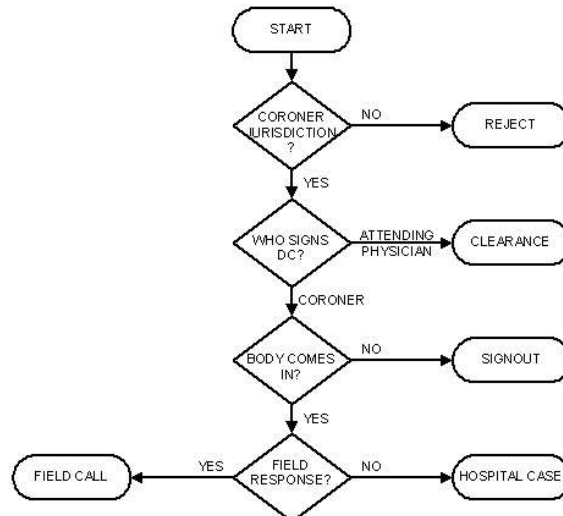 START
CORONER
JURISDICTION
?
NO
REJECT
YES
WHO SIGNS
DC?
ATTENDING
PHYSICIAN
CLEARANCE
CORONER
BODY COMES
IN?
NO
SIGNOUT
YES
FIELD CALL
YES
FIELD
RESPONSE?
NO
HOSPITAL CASE